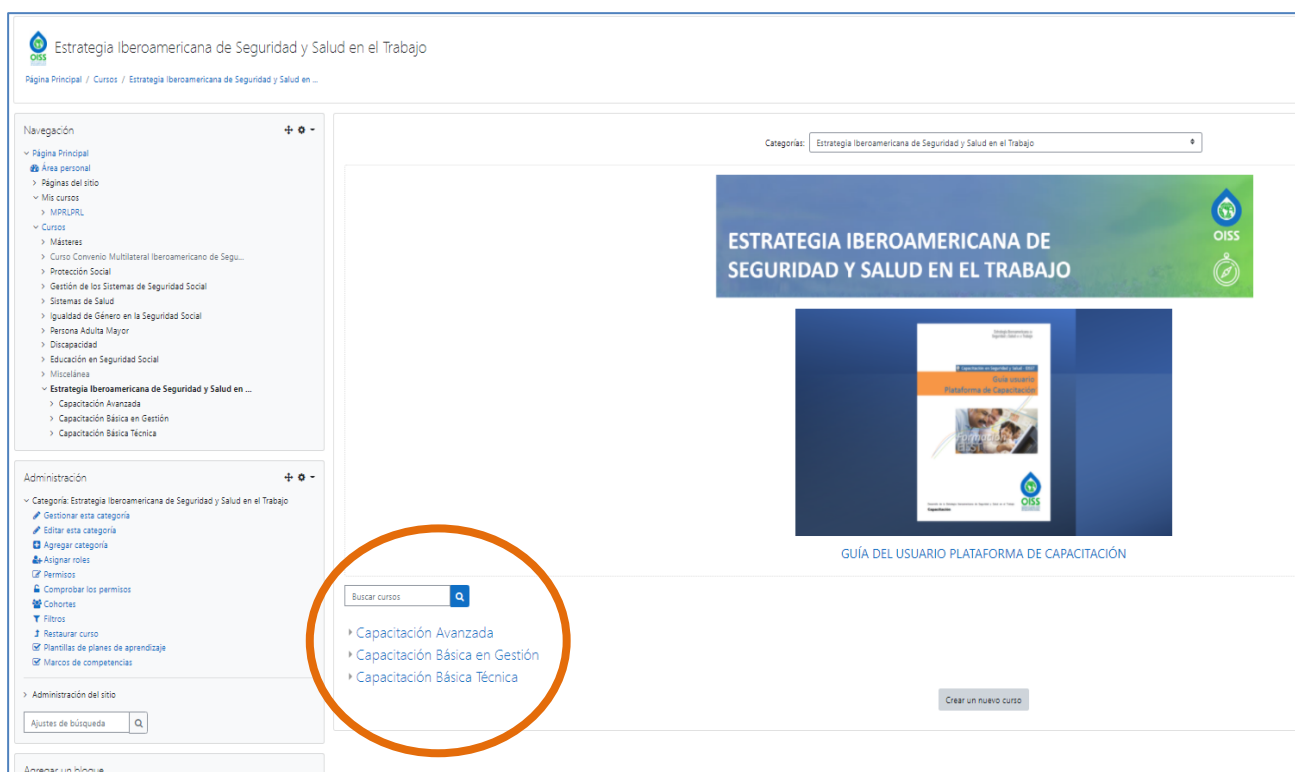 OISS
Estrategia Iberoamericana de Seguridad y Salud en el Trabajo
Página Principal / Cursos / Estrategia Iberoamericana de Seguridad y Salud en ...
Navegación
Página Principal
Área personal
Páginas del sitio
Mis cursos
MPRLPRL
Cursos
Másteres
Curso Convenio Multilateral Iberoamericano de Segu...
Protección Social
Gestión de los Sistemas de Seguridad Social
Sistemas de Salud
Igualdad de Género en la Seguridad Social
Persona Adulta Mayor
Discapacidad
Educación en Seguridad Social
Miscelánea
Estrategia Iberoamericana de Seguridad y Salud en ...
Capacitación Avanzada
Capacitación Básica en Gestión
Capacitación Básica Técnica
Administración
Categoría: Estrategia Iberoamericana de Seguridad y Salud en el Trabajo
Gestionar esta categoría
Editar esta categoría
Agregar categoría
Asignar roles
Permisos
Comprobar los permisos
Cohortes
Filtros
Restaurar curso
Plantillas de planes de aprendizaje
Marcos de competencias
Administración del sitio
Ajustes de búsqueda
Agregar un bloque
Categorías: Estrategia Iberoamericana de Seguridad y Salud en el Trabajo
ESTRATEGIA IBEROAMERICANA DE
SEGURIDAD Y SALUD EN EL TRABAJO
OISS
Guía usuario
Plataforma de Capacitación
Formación
OISS
Capacitación
GUÍA DEL USUARIO PLATAFORMA DE CAPACITACIÓN
Buscar cursos
Capacitación Avanzada
Capacitación Básica en Gestión
Capacitación Básica Técnica
Crear un nuevo curso